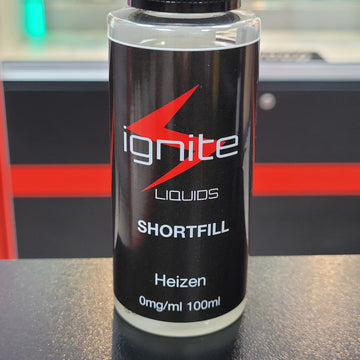 ignite
LIQUIDS
SHORTFILL
Heizen
0mg/ml 100ml